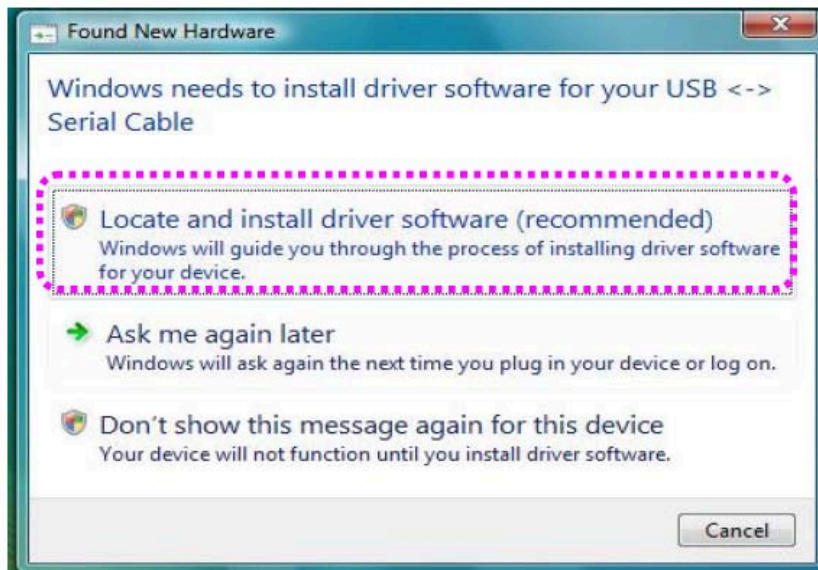 Found New Hardware
Windows needs to install driver software for your USB <->
Serial Cable
Locate and install driver software (recommended)
Windows will guide you through the process of installing driver software
for your device.
Ask me again later
Windows will ask again the next time you plug in your device or log on.
Don't show this message again for this device
Your device will not function until you install driver software.
Cancel